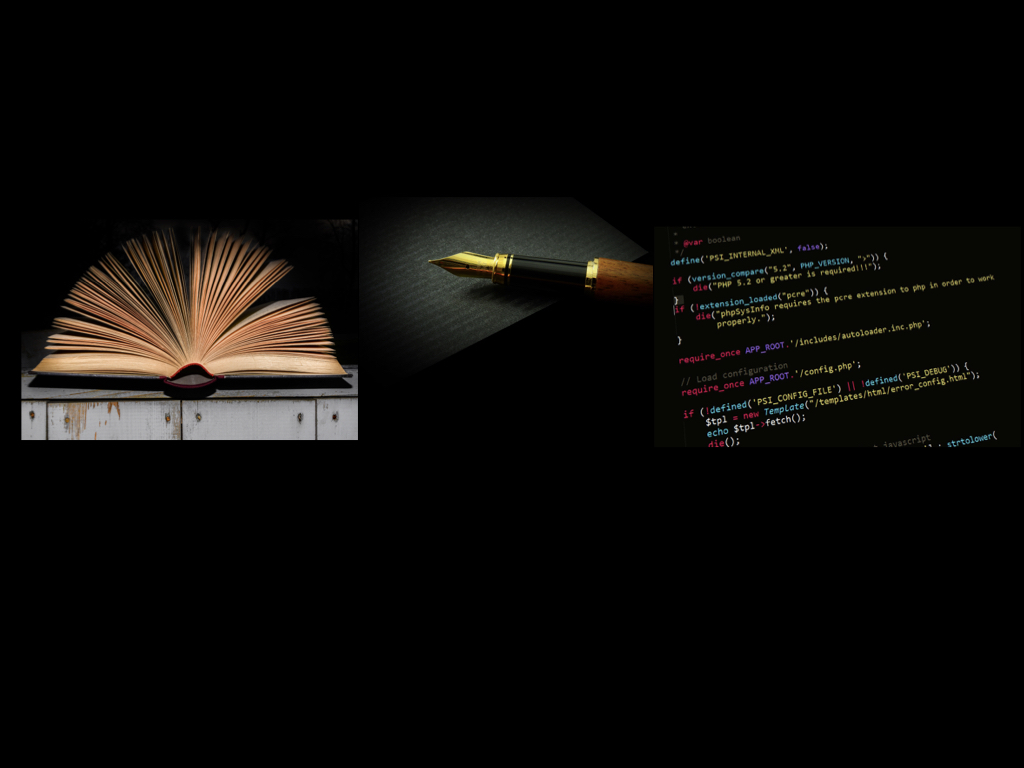 * @var boolean
*/
define('PSI_INTERNAL_XML', false);
if (version_compare("5.2", PHP_VERSION, ">")) {
die("PHP 5.2 or greater is required!!!");
}
if (!extension_loaded("pcre")) {
die("phpSysInfo requires the pcre extension to php in order to work
properly.");
}
require_once APP_ROOT.'/includes/autoloader.inc.php';
// Load configuration
require_once APP_ROOT.'/config.php';
if (!defined('PSI_CONFIG_FILE') || !defined('PSI_DEBUG')) {
$tpl = new Template("/templates/html/error_config.html");
echo $tpl->fetch();
die();
javascript
strtolower(